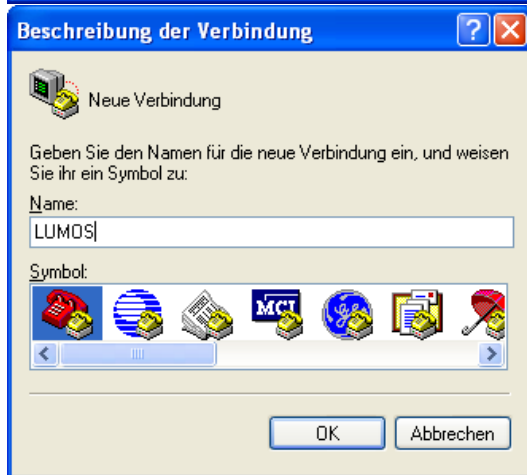 Beschreibung der Verbindung
Neue Verbindung
Geben Sie den Namen für die neue Verbindung ein, und weisen
Sie ihr ein Symbol zu:
Name:
LUMOS
Symbol:
MCI
OK
Abbrechen